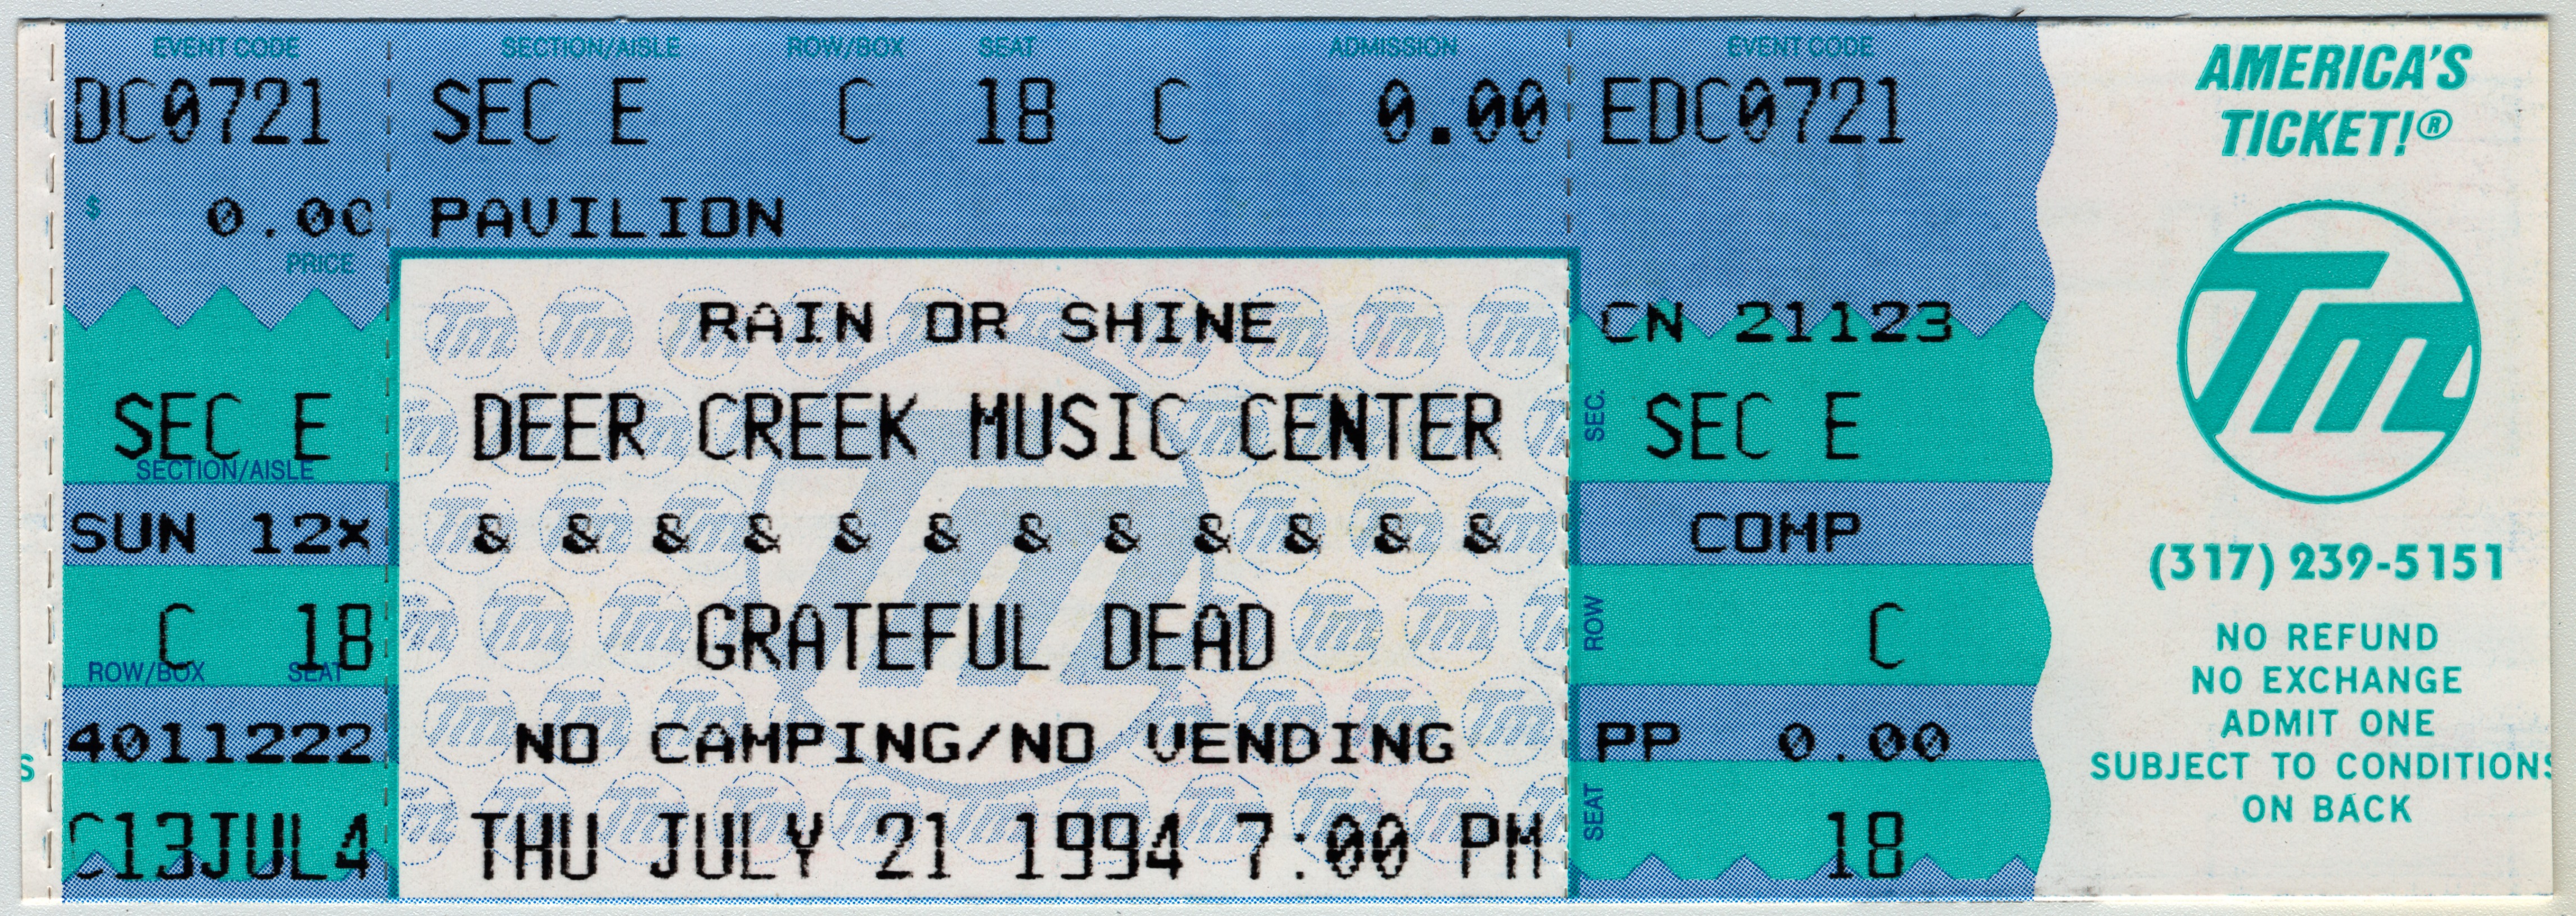 EVENT CODE
DC0721
$ 0.00
PRICE
SEC E
SECTION/AISLE
SUN 12x
C 18
ROW/BOX SEAT
4011222
C13JUL4
S
SECTION/AISLE ROW/BOX SEAT ADMISSION
SEC E C 18 C 0.00
PAVILION
RAIN OR SHINE
DEER CREEK MUSIC CENTER
& & & & & & & & & & & &
GRATEFUL DEAD
NO CAMPING/NO VENDING
THU JULY 21 1994 7:00 PM
EVENT CODE
EDC0721
CN 21123
SEC. SEC E
COMP
ROW C
PP 0.00
SEAT 18
AMERICA'S
TICKET!®
TM
(317) 239-5151
NO REFUND
NO EXCHANGE
ADMIT ONE
SUBJECT TO CONDITIONS
ON BACK